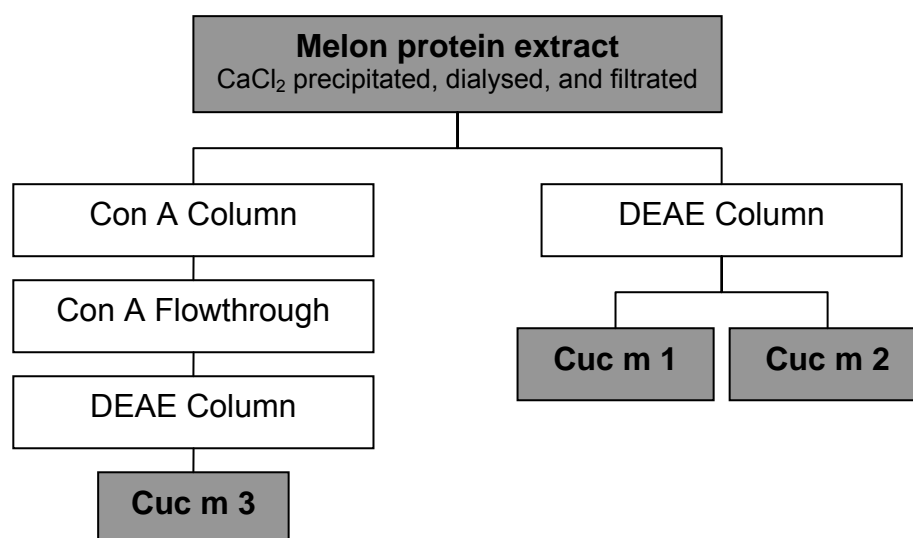 Melon protein extract
CaCl₂ precipitated, dialysed, and filtrated
Con A Column
DEAE Column
Con A Flowthrough
Cuc m 1
Cuc m 2
DEAE Column
Cuc m 3